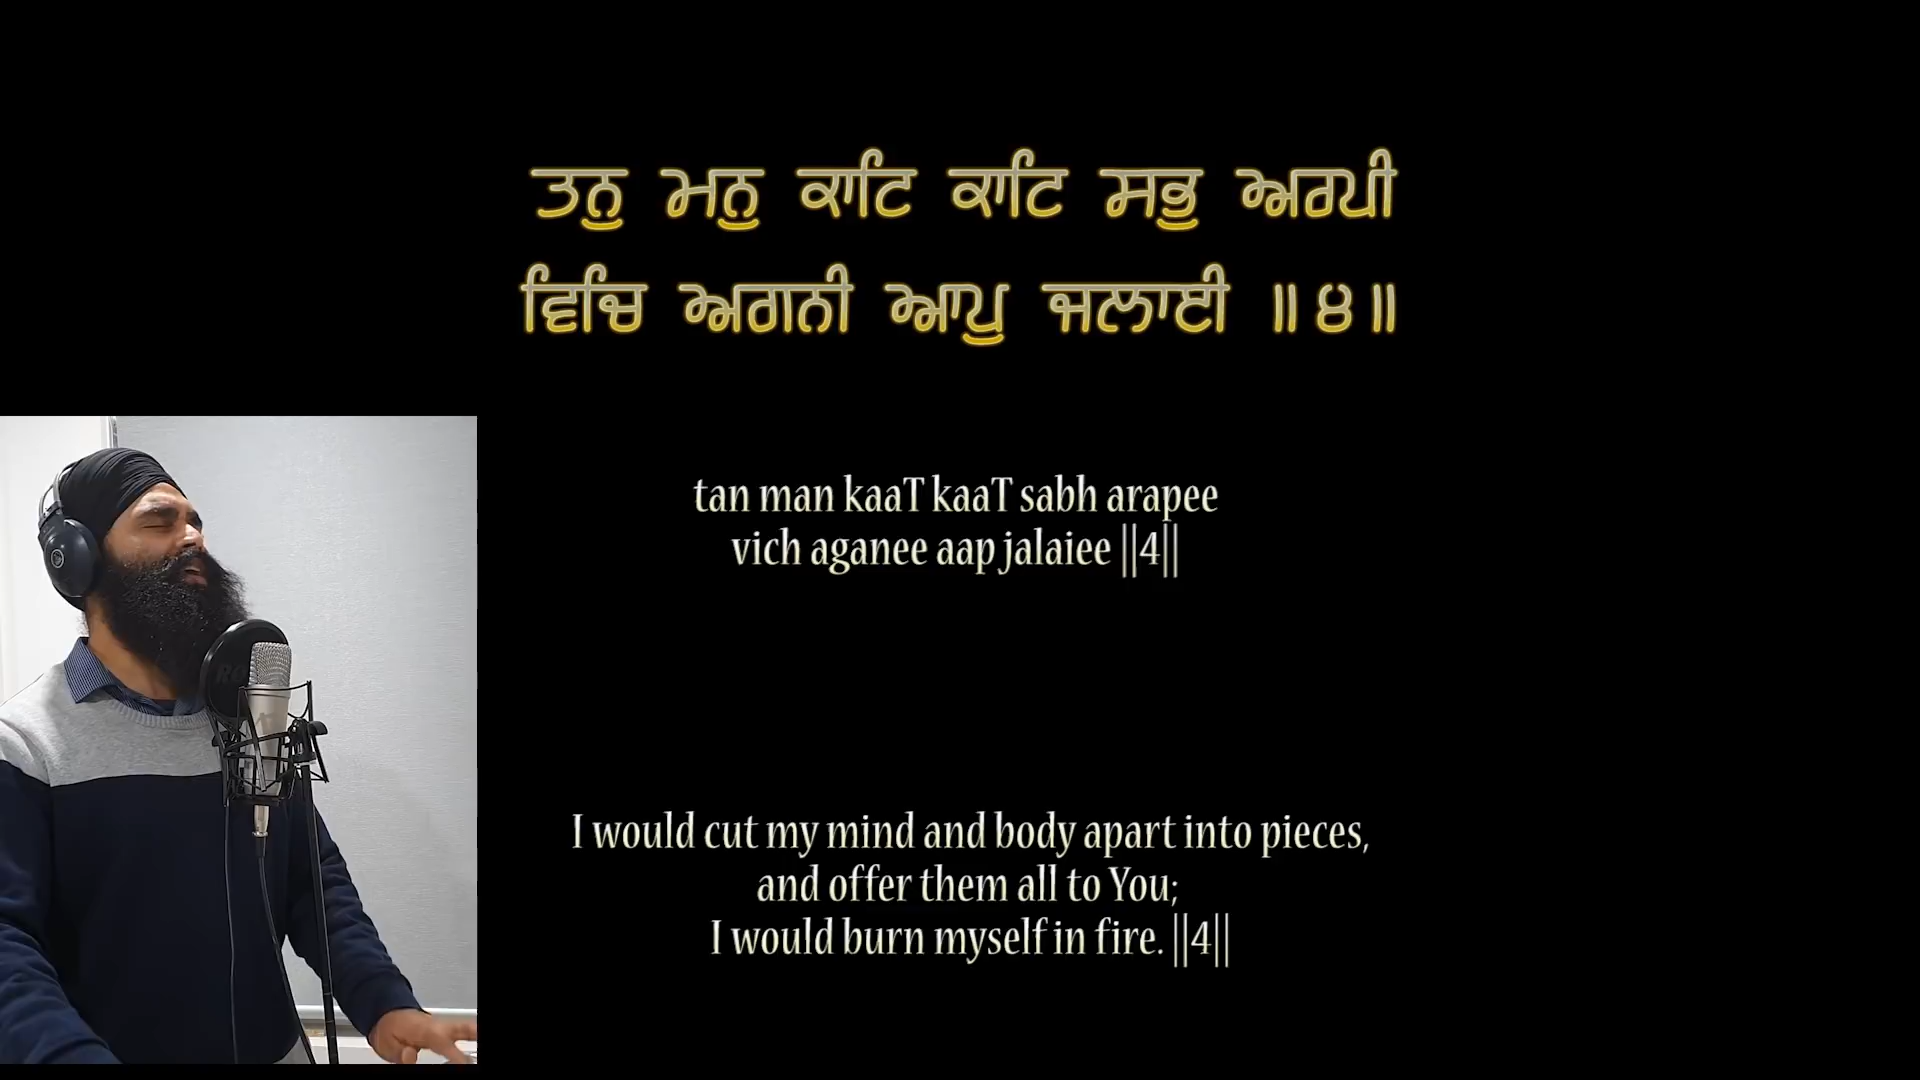 ਤਨੁ ਮਨੁ ਕਾਟਿ ਕਾਟਿ ਸਭੁ ਅਰਪੀ
ਵਿਚਿ ਅਗਨੀ ਆਪੁ ਜਲਾਈ ॥੪॥
tan man kaaT kaaT sabh arapee
vich aganee aap jalaiee ||4||
I would cut my mind and body apart into pieces,
and offer them all to You;
I would burn myself in fire. ||4||